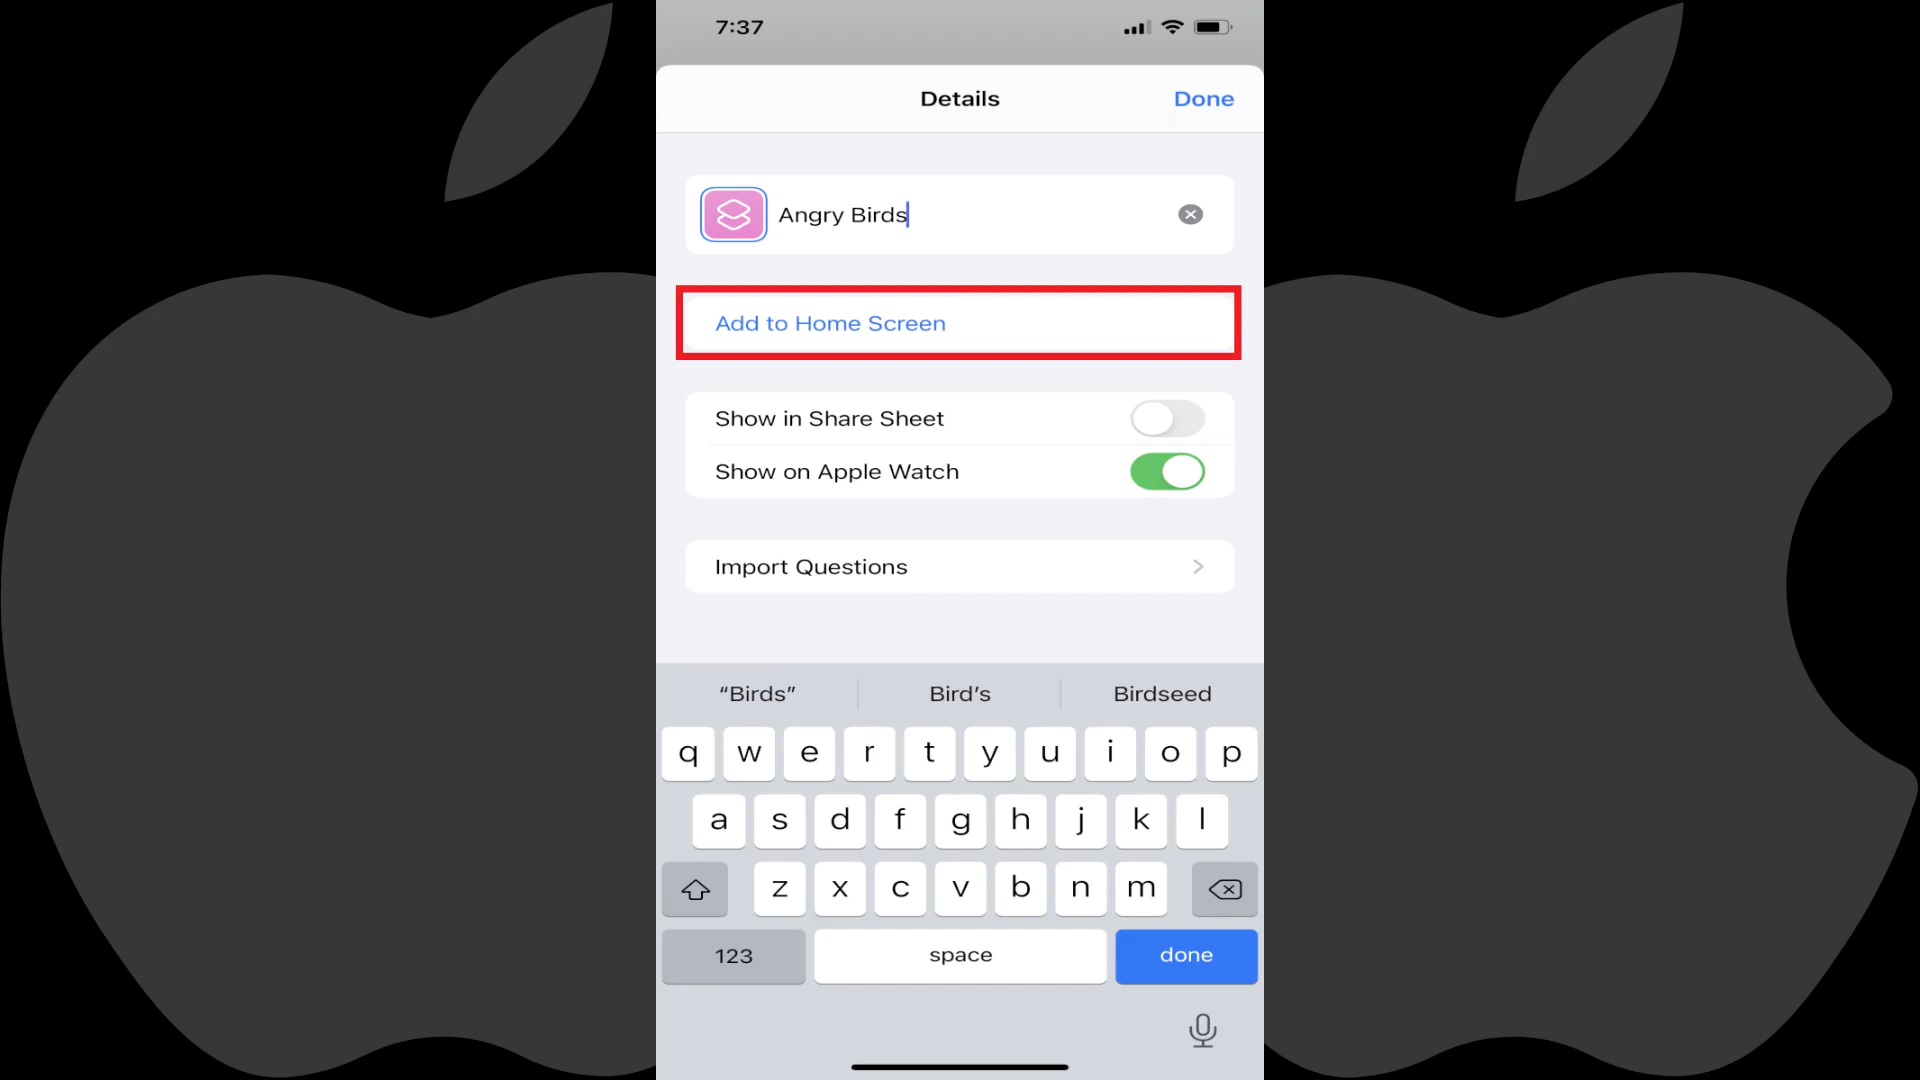 7:37
Details
Done
Angry Birds
Add to Home Screen
Show in Share Sheet
Show on Apple Watch
Import Questions
“Birds”
Bird’s
Birdseed
q w e r t y u i o p
a s d f g h j k l
z x c v b n m
123
space
done